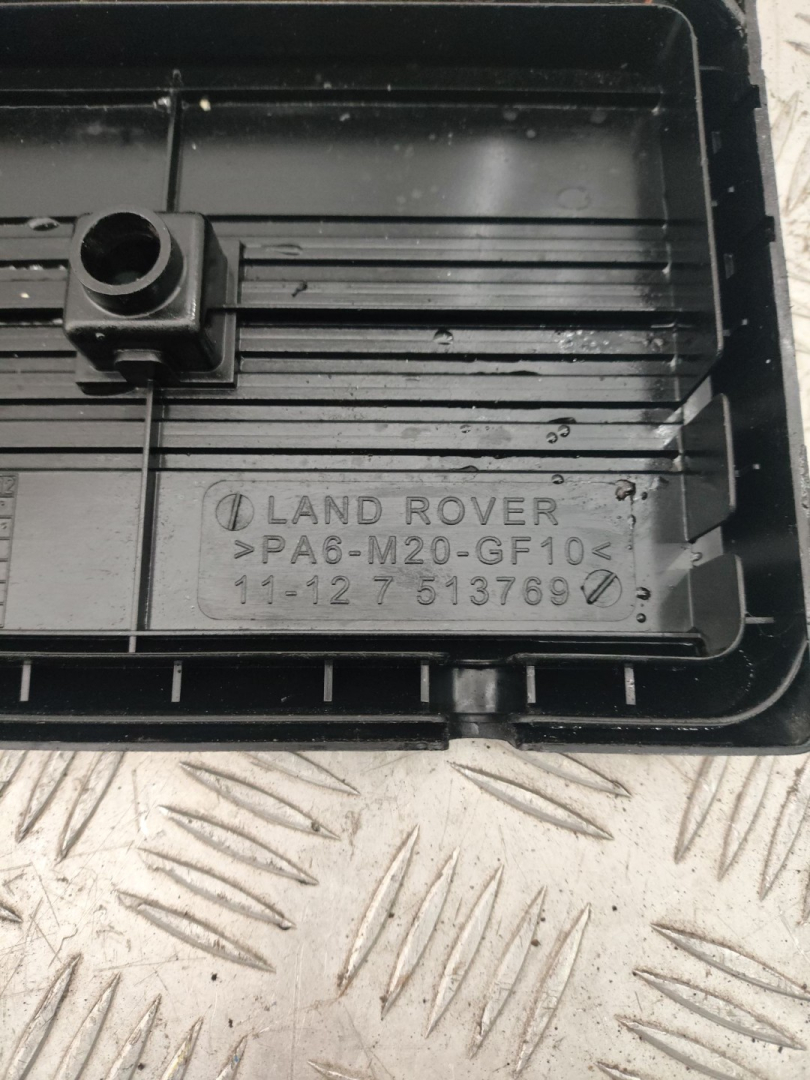 LAND ROVER
>PA6-M20-GF10<
11-12 7 513769